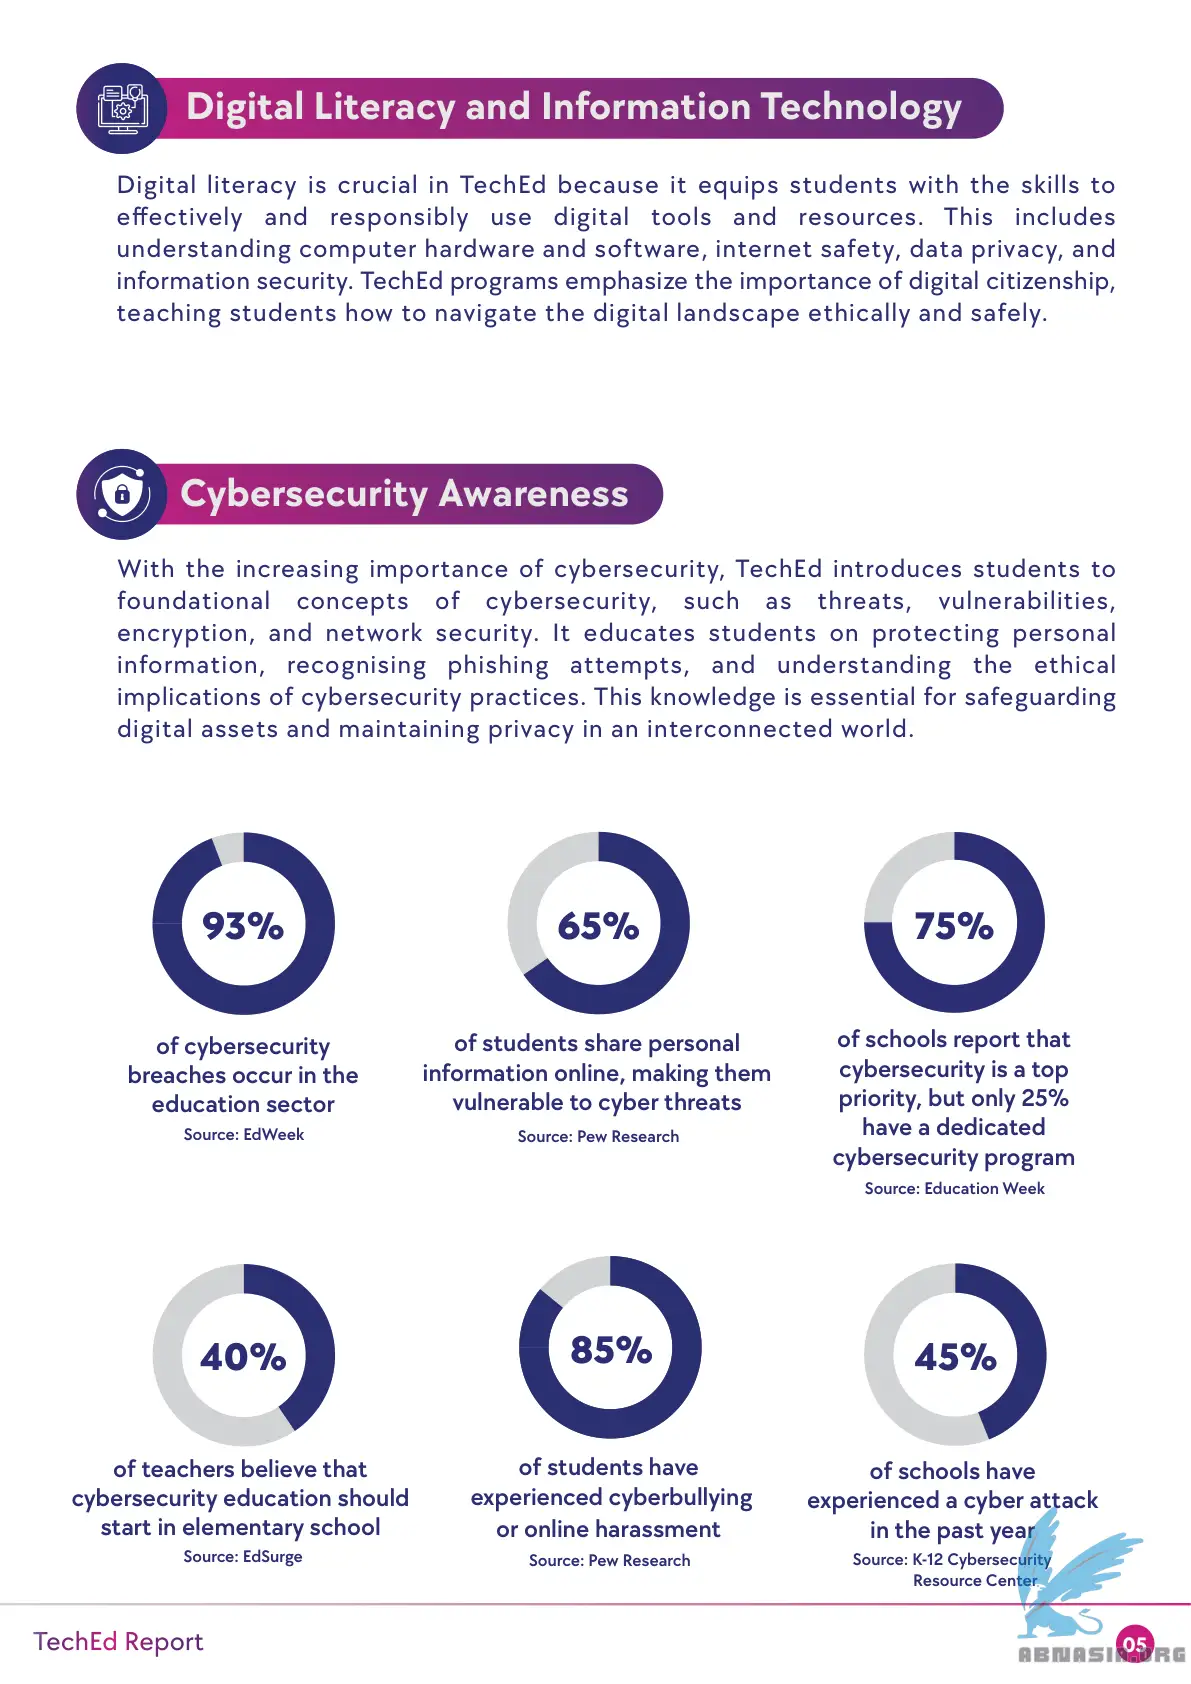 Digital Literacy and Information Technology
Digital literacy is crucial in TechEd because it equips students with the skills to
effectively and responsibly use digital tools and resources. This includes
understanding computer hardware and software, internet safety, data privacy, and
information security. TechEd programs emphasize the importance of digital citizenship,
teaching students how to navigate the digital landscape ethically and safely.
Cybersecurity Awareness
With the increasing importance of cybersecurity, TechEd introduces students to
foundational concepts of cybersecurity, such as threats, vulnerabilities,
encryption, and network security. It educates students on protecting personal
information, recognising phishing attempts, and understanding the ethical
implications of cybersecurity practices. This knowledge is essential for safeguarding
digital assets and maintaining privacy in an interconnected world.
93%
of cybersecurity
breaches occur in the
education sector
Source: EdWeek
65%
of students share personal
information online, making them
vulnerable to cyber threats
Source: Pew Research
75%
of schools report that
cybersecurity is a top
priority, but only 25%
have a dedicated
cybersecurity program
Source: Education Week
40%
of teachers believe that
cybersecurity education should
start in elementary school
Source: EdSurge
85%
of students have
experienced cyberbullying
or online harassment
Source: Pew Research
45%
of schools have
experienced a cyber attack
in the past year
Source: K-12 Cybersecurity
Resource Center
TechEd Report
05